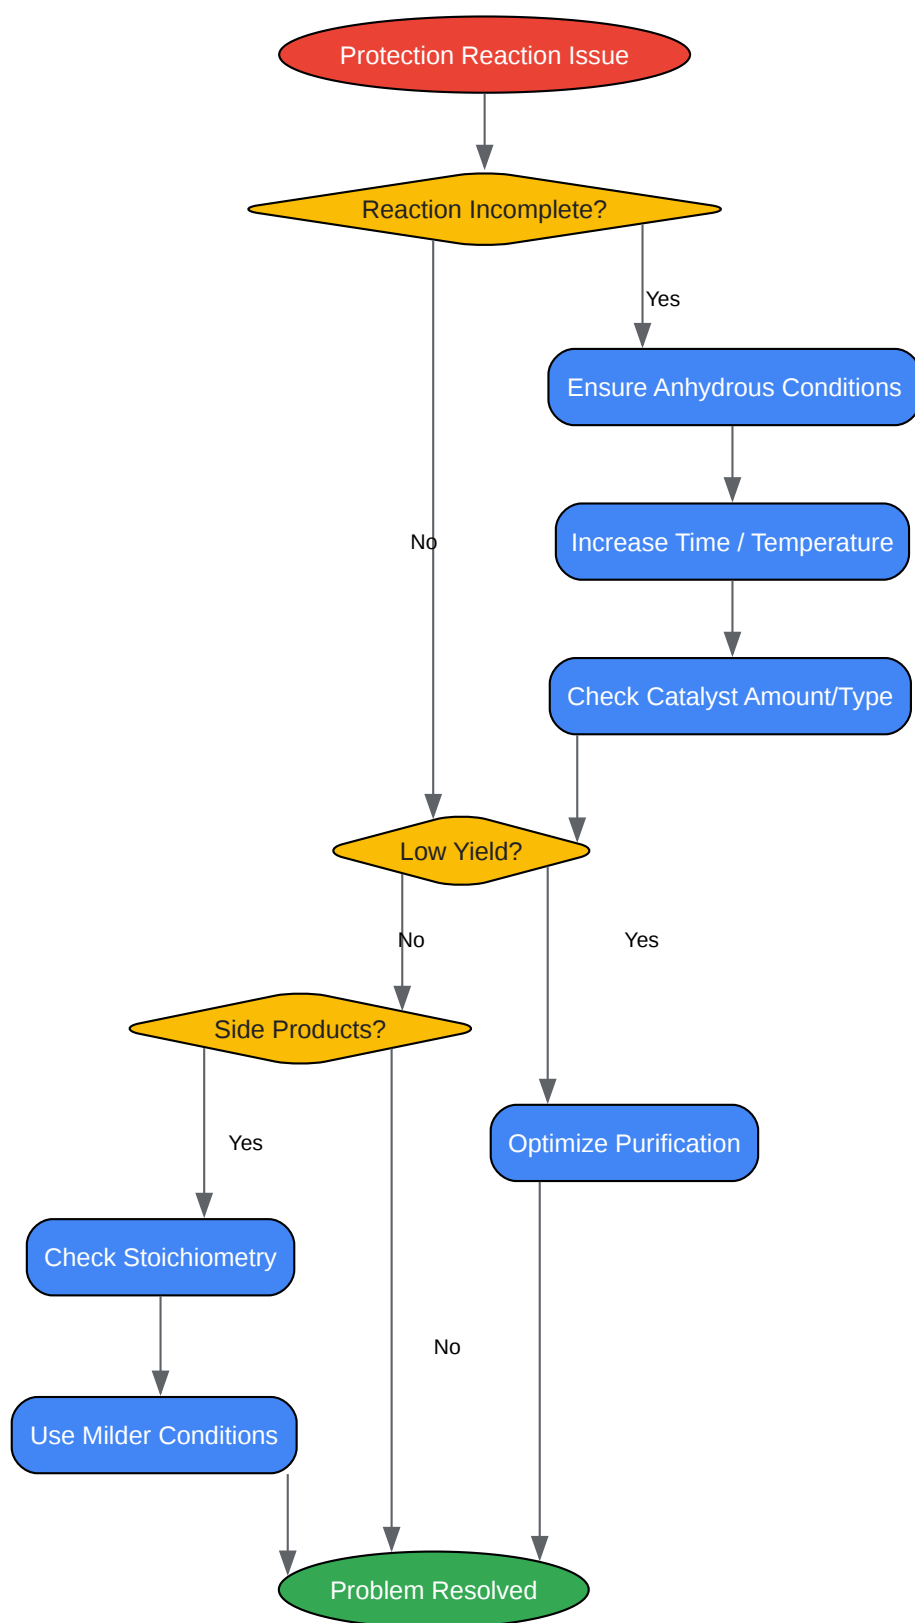 Protection Reaction Issue
Reaction Incomplete?
Yes
Ensure Anhydrous Conditions
No
Increase Time / Temperature
Check Catalyst Amount/Type
Low Yield?
No
Yes
Side Products?
Yes
Optimize Purification
Check Stoichiometry
No
Use Milder Conditions
Problem Resolved